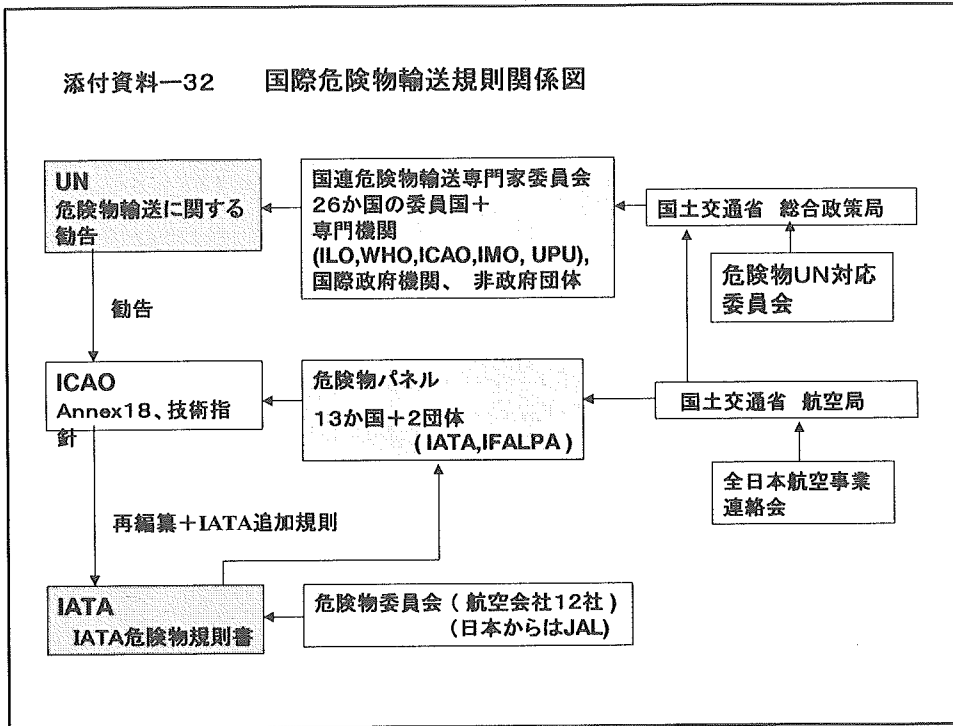 添付資料―32 国際危険物輸送規則関係図
UN
危険物輸送に関する
勧告
国連危険物輸送専門家委員会
26か国の委員国＋
専門機関
(ILO,WHO,ICAO,IMO, UPU),
国際政府機関、 非政府団体
国土交通省 総合政策局
危険物UN対応
委員会
勧告
ICAO
Annex18、技術指
針
危険物パネル
13か国＋2団体
(IATA,IFALPA)
国土交通省 航空局
全日本航空事業
連絡会
再編纂＋IATA追加規則
IATA
IATA危険物規則書
危険物委員会 ( 航空会社12社 )
(日本からはJAL)